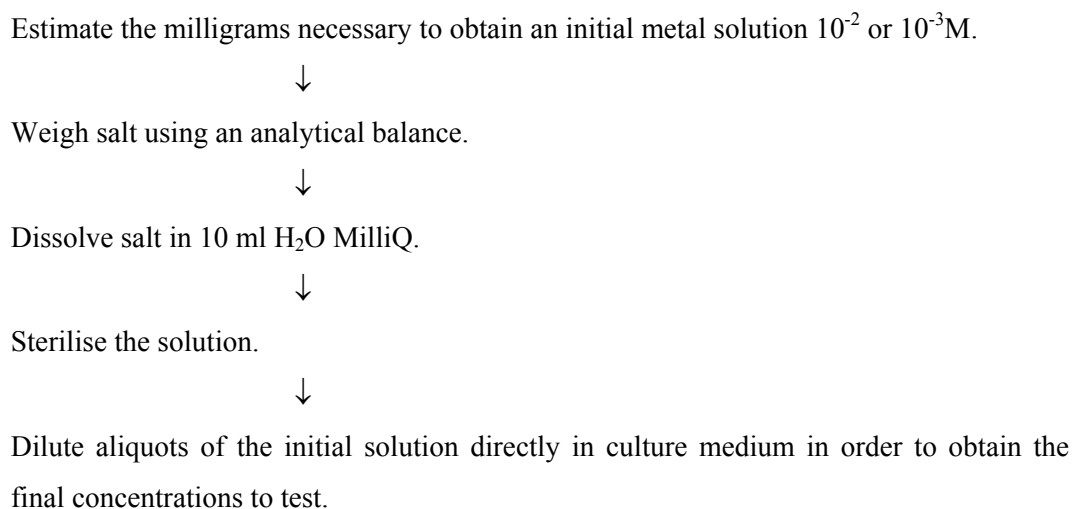 Estimate the milligrams necessary to obtain an initial metal solution 10⁻² or 10⁻³M.
↓
Weigh salt using an analytical balance.
↓
Dissolve salt in 10 ml H₂O MilliQ.
↓
Sterilise the solution.
↓
Dilute aliquots of the initial solution directly in culture medium in order to obtain the
final concentrations to test.